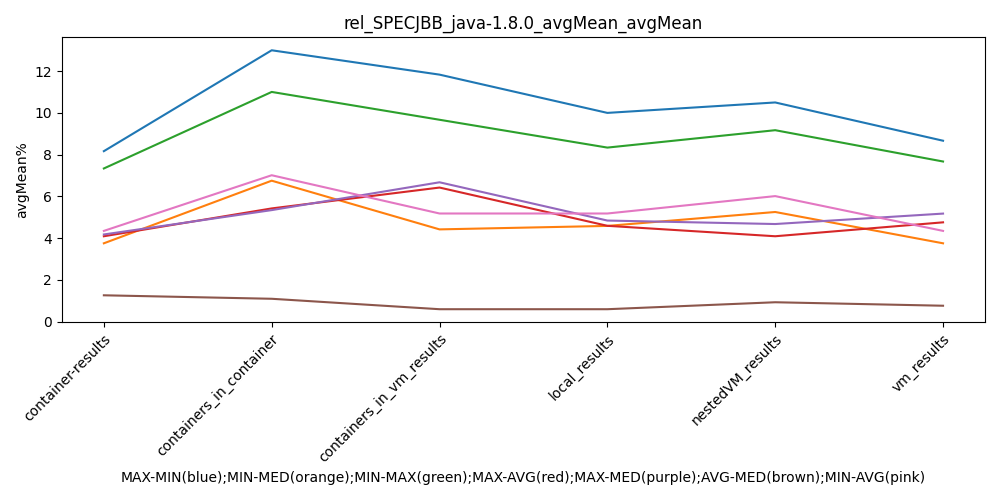 rel_SPECJBB_java-1.8.0_avgMean_avgMean
avgMean%
12
10
8
6
4
2
0
container-results
containers_in_container
containers_in_vm_results
local_results
nestedVM_results
vm_results
MAX-MIN(blue);MIN-MED(orange);MIN-MAX(green);MAX-AVG(red);MAX-MED(purple);AVG-MED(brown);MIN-AVG(pink)